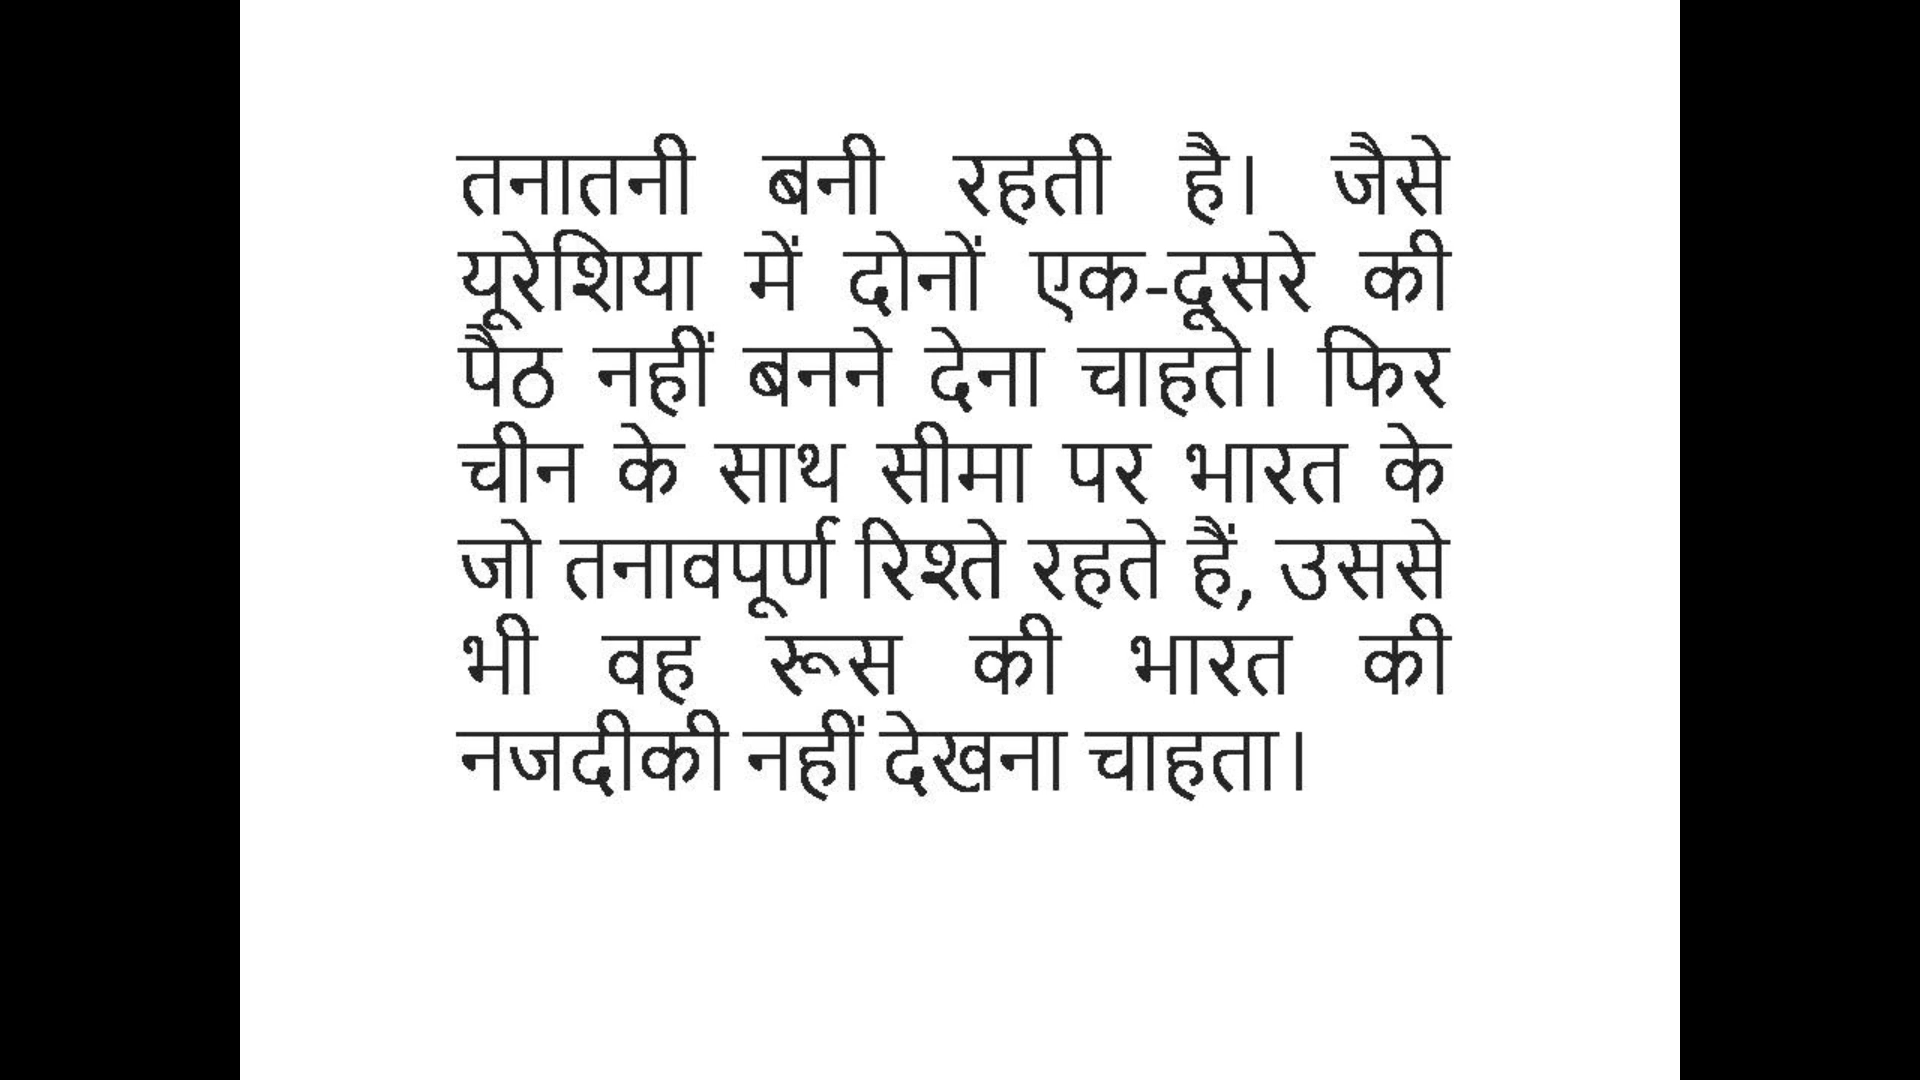 तनातनी बनी रहती है। जैसे
यूरेशिया में दोनों एक-दूसरे की
पैठ नहीं बनने देना चाहते। फिर
चीन के साथ सीमा पर भारत के
जो तनावपूर्ण रिश्ते रहते हैं, उससे
भी वह रूस की भारत की
नजदीकी नहीं देखना चाहता।